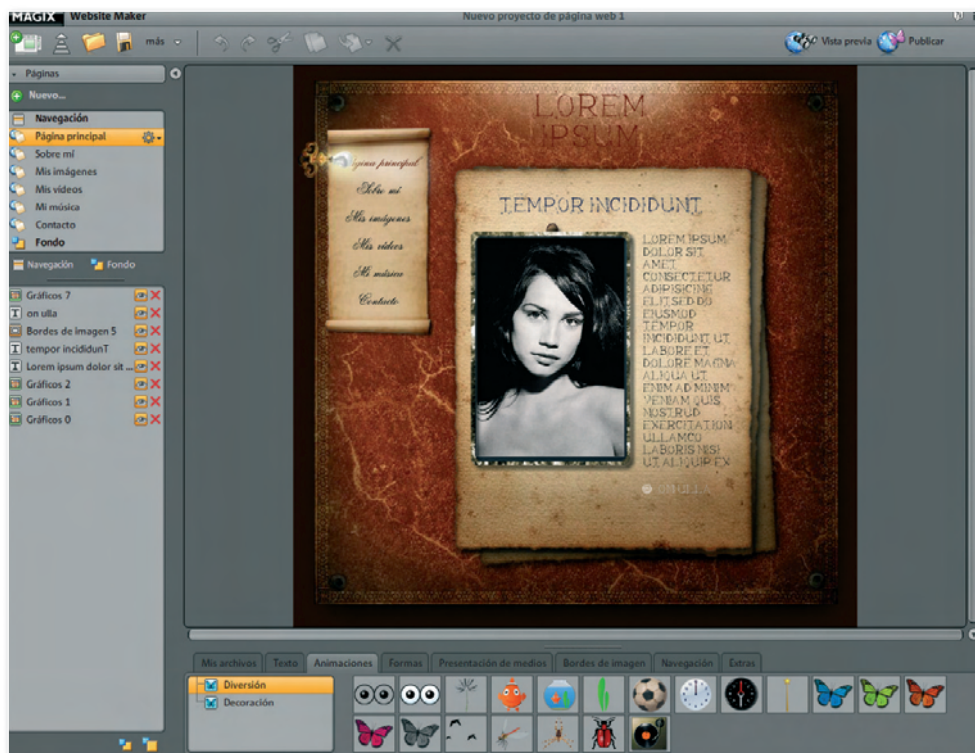 MAGIX Website Maker
Nuevo proyecto de página web 1
más
Vista previa
Publicar
Páginas
Nuevo...
Navegación
Página principal
Sobre mí
Mis imágenes
Mis vídeos
Mi música
Contacto
Fondo
Navegación
Fondo
Gráficos 7
on ulla
Bordes de imagen 5
tempor incididunT
Lorem ipsum dolor sit ...
Gráficos 2
Gráficos 1
Gráficos 0
LOREM
IPSUM
principal
Sobre mí
Mis imágenes
Mis vídeos
Mi música
Contacto
TEMPOR INCIDIDUNT
LOREM IPSUM
DOLOR SIT
AMET
CONSECTETUR
ADIPISICING
ELIT SED DO
EIUSMOD
TEMPOR
INCIDIDUNT UT
LABORE ET
DOLORE MAGNA
ALIQUA UT
ENIM AD MINIM
VENIAM QUIS
NOSTRUD
EXERCITATION
ULLAMCO
LABORIS NISI
UT ALIQUIP EX
ON ULLA
Mis archivos
Texto
Animaciones
Formas
Presentación de medios
Bordes de imagen
Navegación
Extras
Diversión
Decoración